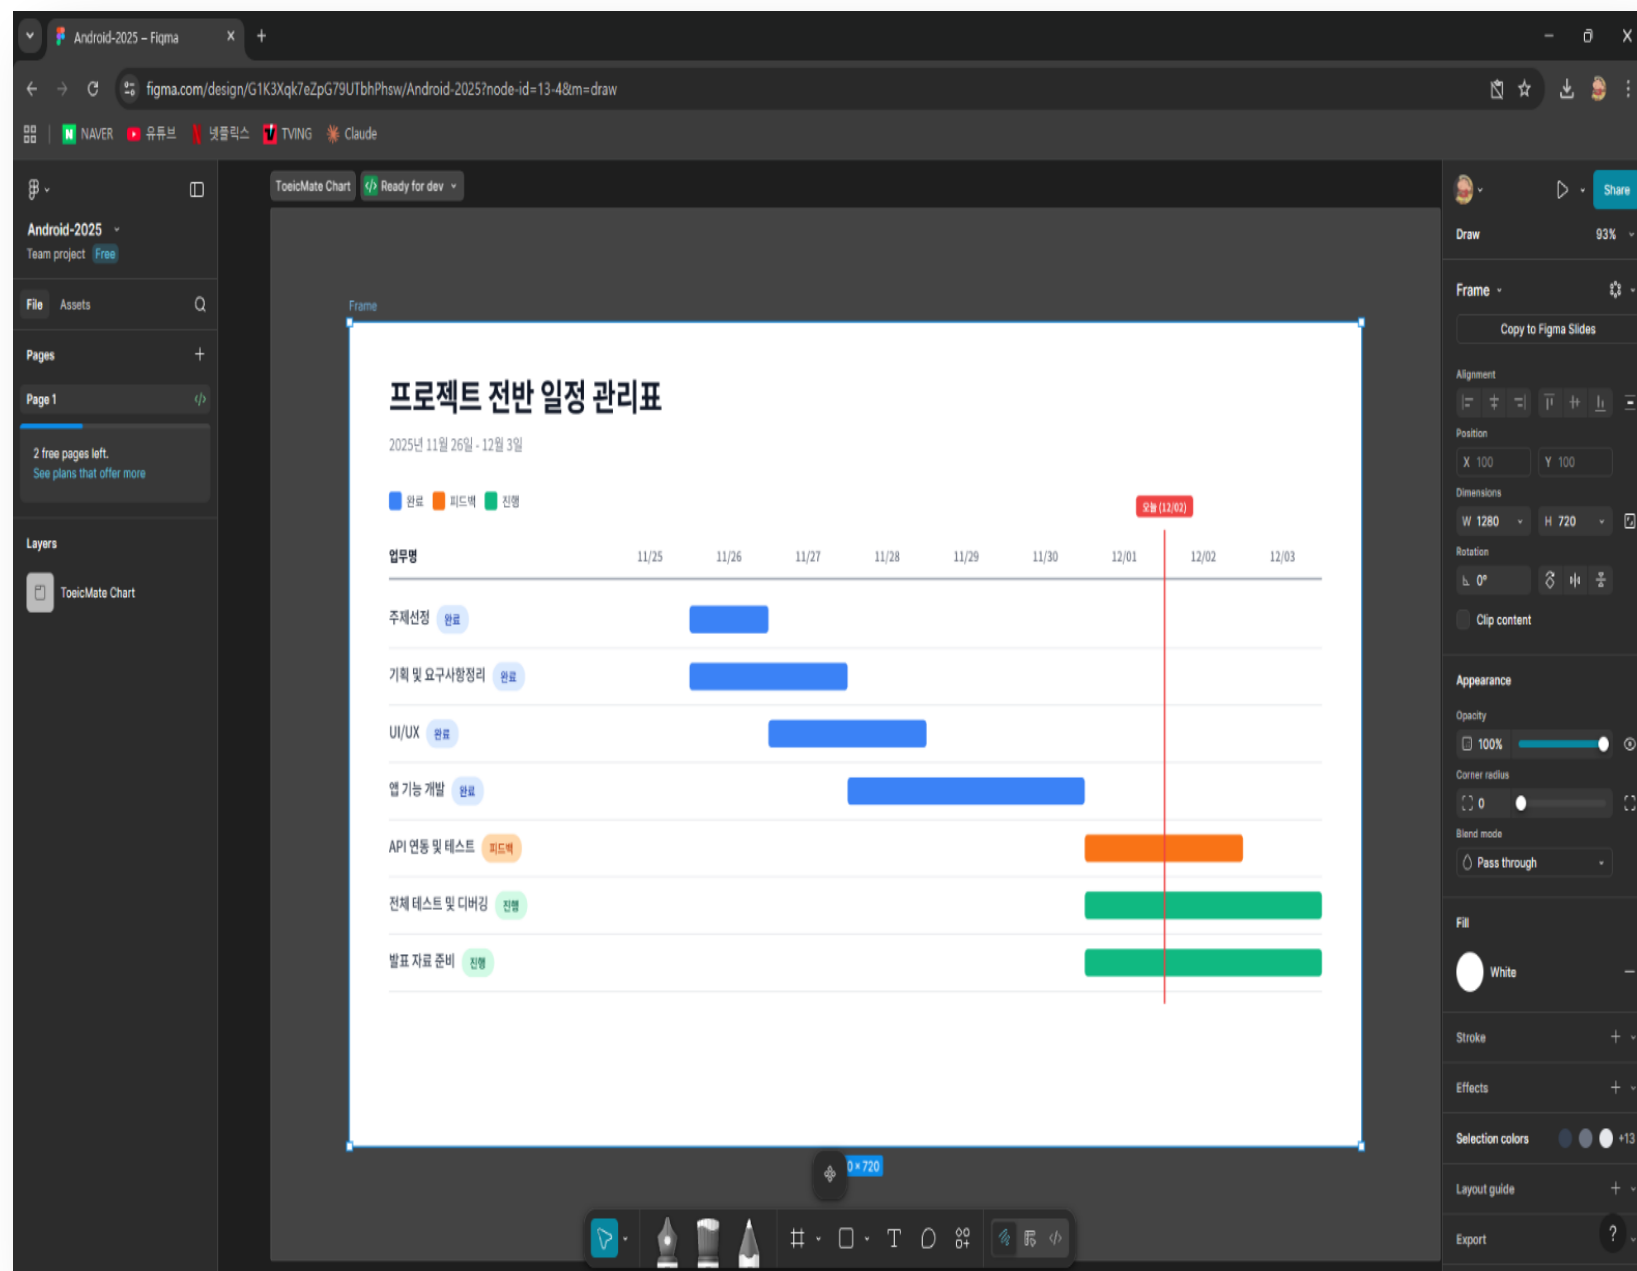 Android-2025 – Figma
figma.com/design/G1K3Xqk7eZpG79UTbhPhsw/Android-2025?node-id=13-4&m=draw
NAVER 유튜브 넷플릭스 TVING Claude
ToeicMate Chart Ready for dev
Share
Android-2025
Team project Free
Draw 93%
File Assets
Frame
Frame
Copy to Figma Slides
Pages
Page 1
2 free pages left.
See plans that offer more
Layers
ToeicMate Chart
프로젝트 전반 일정 관리표
2025년 11월 26일 - 12월 3일
완료 피드백 진행
오늘 (12/02)
업무명 11/25 11/26 11/27 11/28 11/29 11/30 12/01 12/02 12/03
주제선정 완료
기획 및 요구사항정리 완료
UI/UX 완료
앱 기능 개발 완료
API 연동 및 테스트 피드백
전체 테스트 및 디버깅 진행
발표 자료 준비 진행
0 × 720
Alignment
Position
X 100 Y 100
Dimensions
W 1280 H 720
Rotation
0°
Clip content
Appearance
Opacity
100%
Corner radius
0
Blend mode
Pass through
Fill
White
Stroke
Effects
Selection colors +13
Layout guide
Export
?